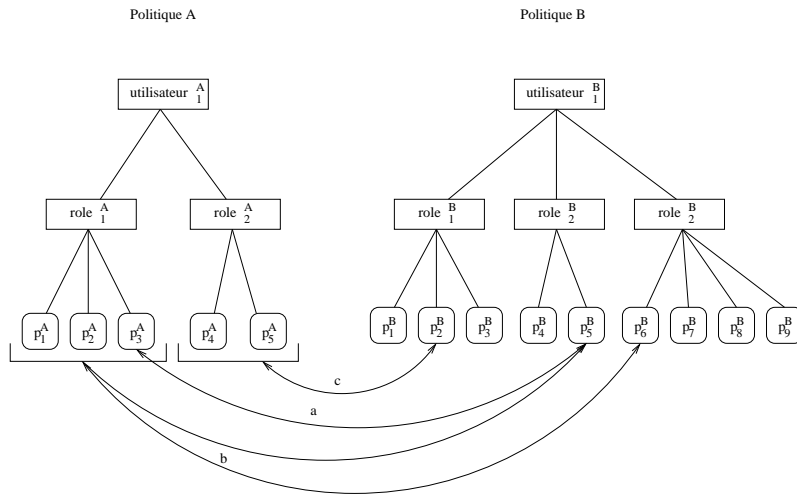 Politique A Politique B
utilisateur A 1 utilisateur B 1
role A 1 role A 2 role B 1 role B 2 role B 2
p A 1 p A 2 p A 3 p A 4 p A 5 p B 1 p B 2 p B 3 p B 4 p B 5 p B 6 p B 7 p B 8 p B 9
c
a
b